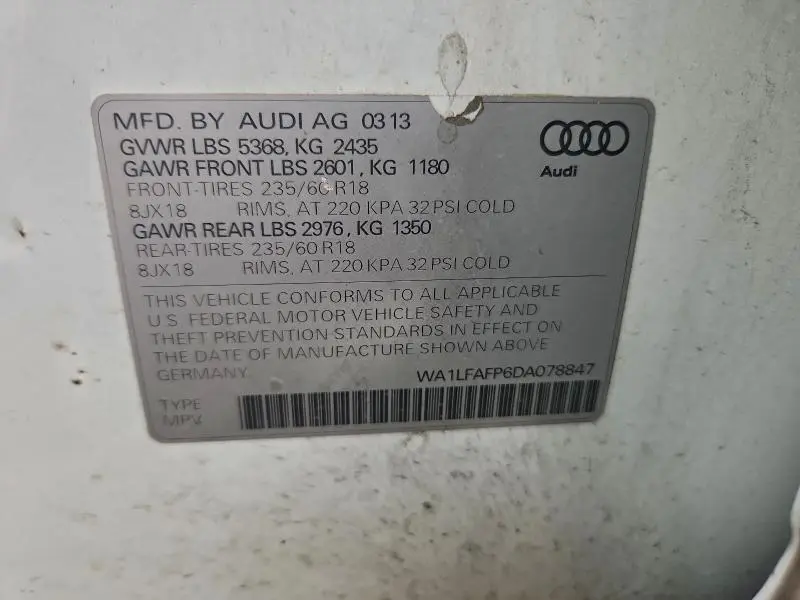 MFD. BY AUDI AG 03 13
GVWR LBS 5368, KG 2435
GAWR FRONT LBS 2601, KG 1180
FRONT-TIRES 235/60 R18
8JX18 RIMS, AT 220 KPA 32 PSI COLD
GAWR REAR LBS 2976, KG 1350
REAR-TIRES 235/60 R18
8JX18 RIMS, AT 220 KPA 32 PSI COLD
Audi
THIS VEHICLE CONFORMS TO ALL APPLICABLE
U.S. FEDERAL MOTOR VEHICLE SAFETY AND
THEFT PREVENTION STANDARDS IN EFFECT ON
THE DATE OF MANUFACTURE SHOWN ABOVE
GERMANY WA1LFAFP6DA078847
TYPE
MPV